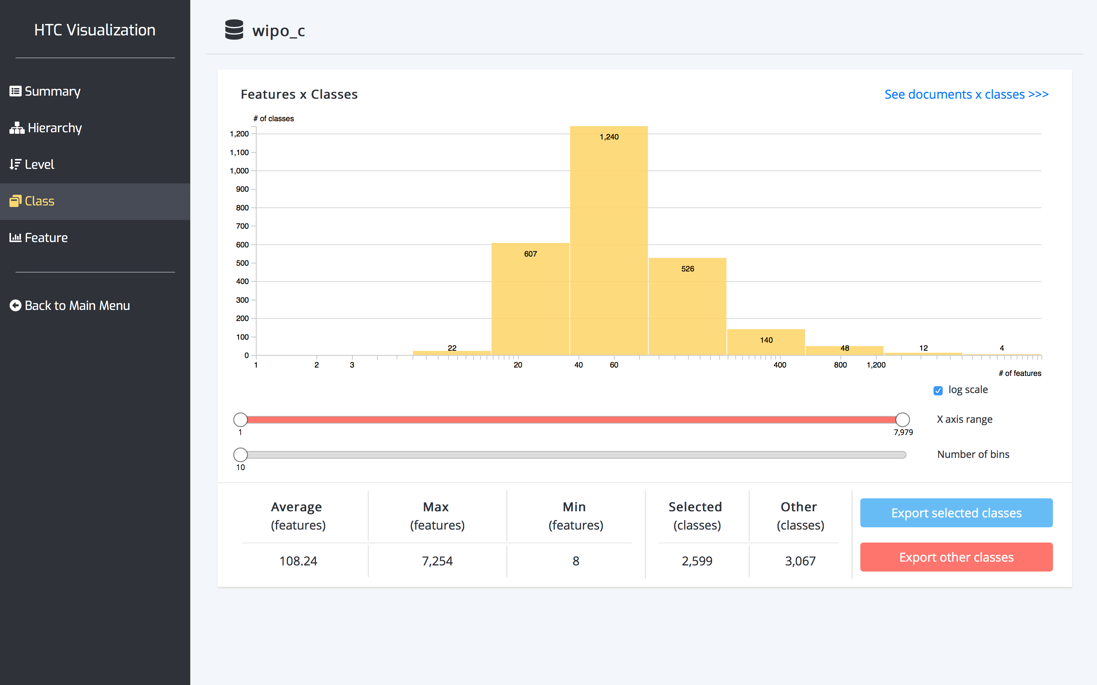 HTC Visualization
Summary
Hierarchy
Level
Class
Feature
Back to Main Menu
wipo_c
Features x Classes
See documents x classes >>>
# of classes
1,200
1,100
1,000
900
800
700
600
500
400
300
200
100
0
22
607
1,240
526
140
48
12
4
1 2 3 20 40 60 400 800 1,200
# of features
log scale
X axis range
1 7,979
Number of bins
10
Average Max Min Selected Other
(features) (features) (features) (classes) (classes)
108.24 7,254 8 2,599 3,067
Export selected classes
Export other classes